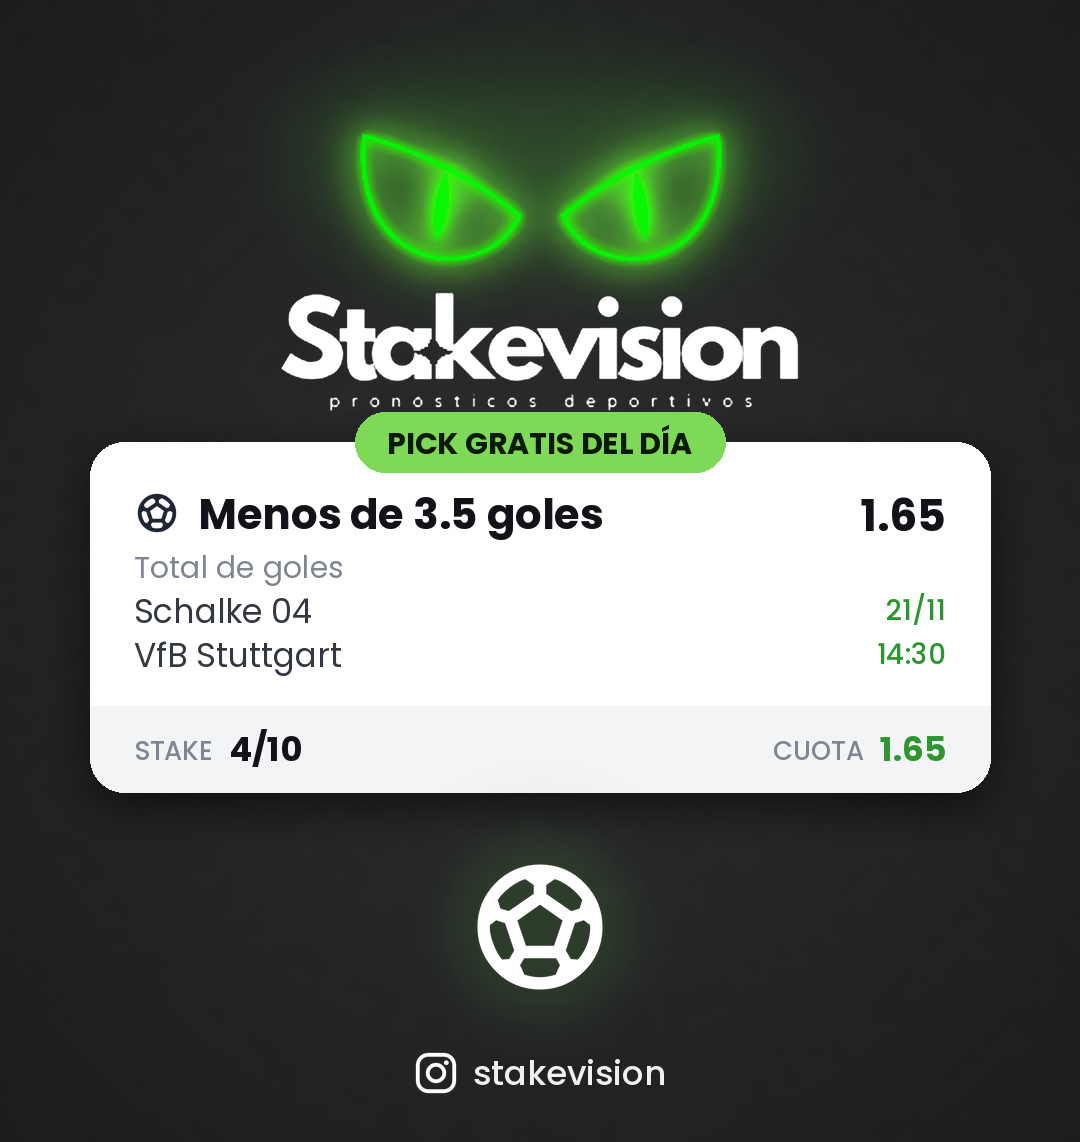 Stakevision
pronósticos deportivos
PICK GRATIS DEL DÍA
Menos de 3.5 goles 1.65
Total de goles
Schalke 04 21/11
VfB Stuttgart 14:30
STAKE 4/10 CUOTA 1.65
stakevision